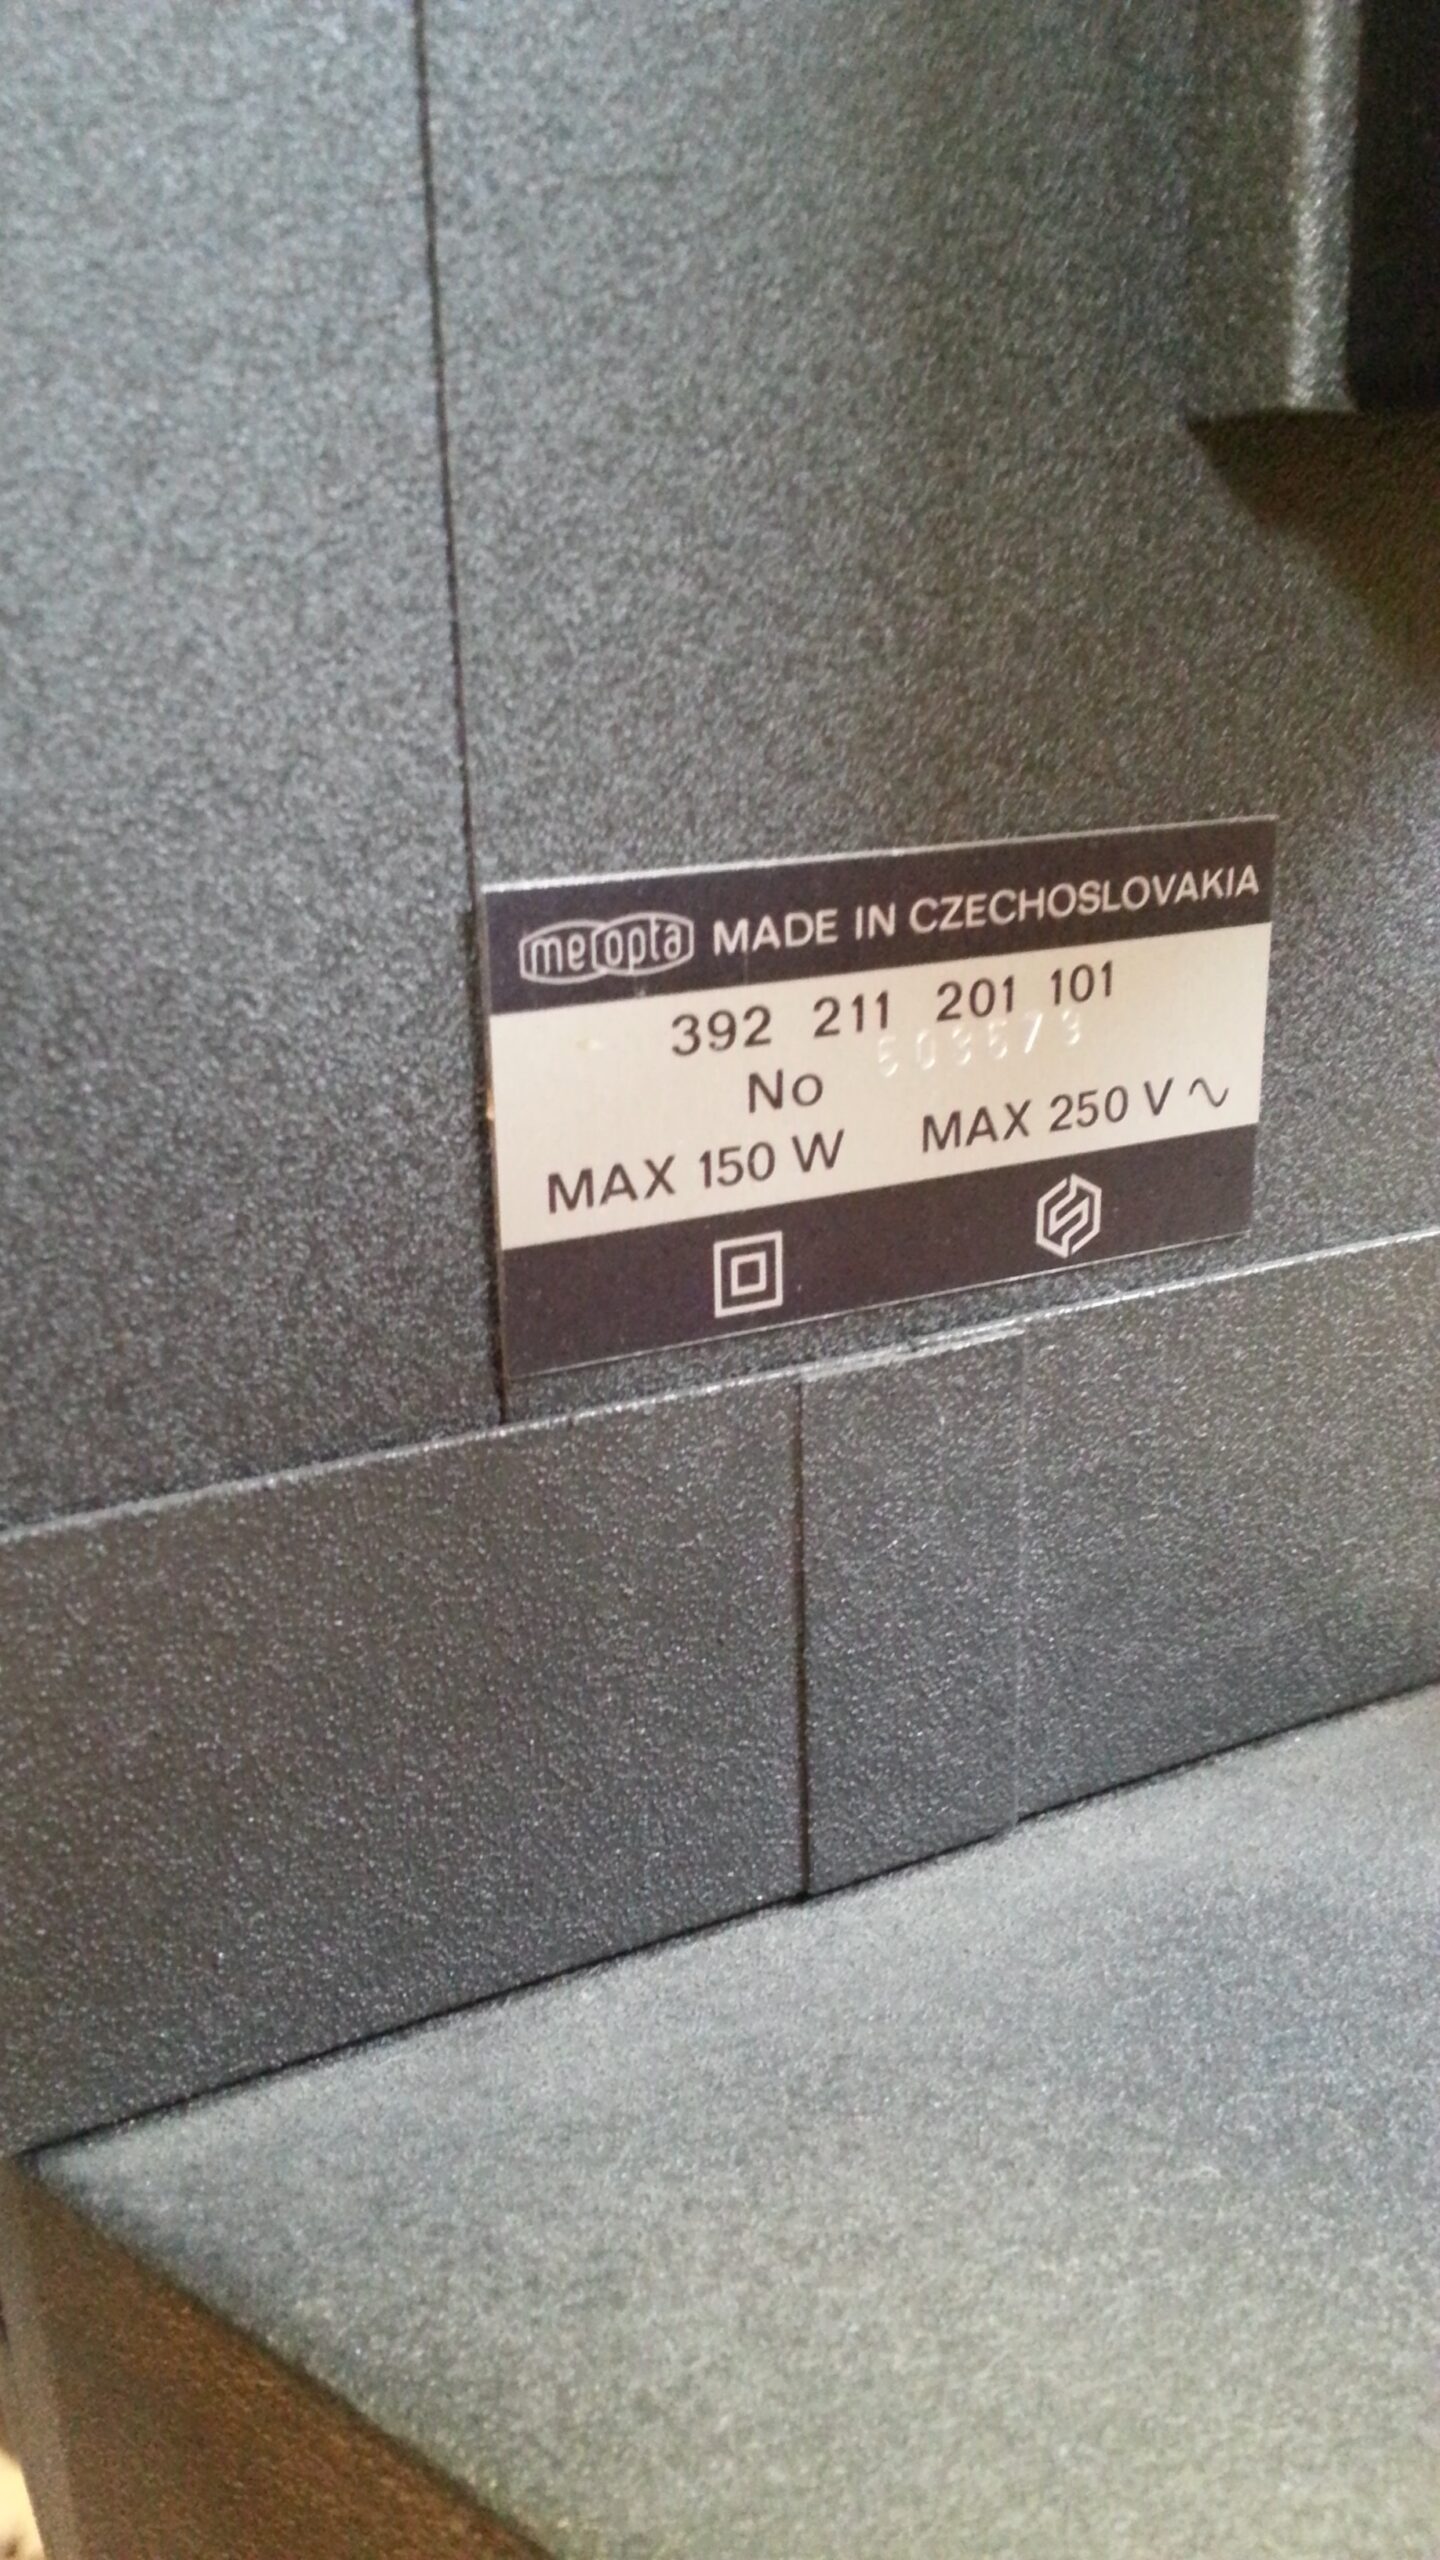 meopta MADE IN CZECHOSLOVAKIA
392 211 201 101
No
MAX 150 W MAX 250 V ~